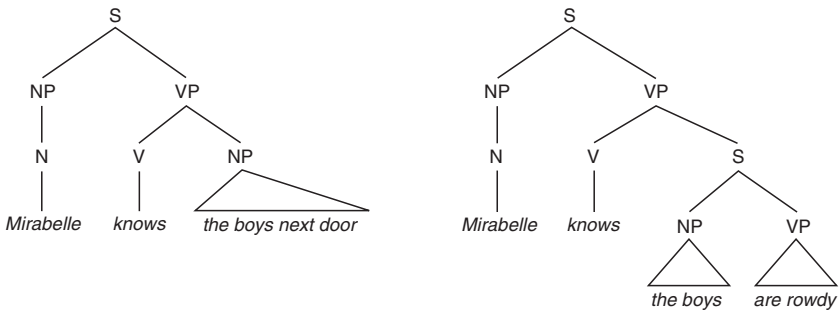 S S
NP VP NP VP
N V NP N V S
Mirabelle knows the boys next door Mirabelle knows NP VP
the boys are rowdy